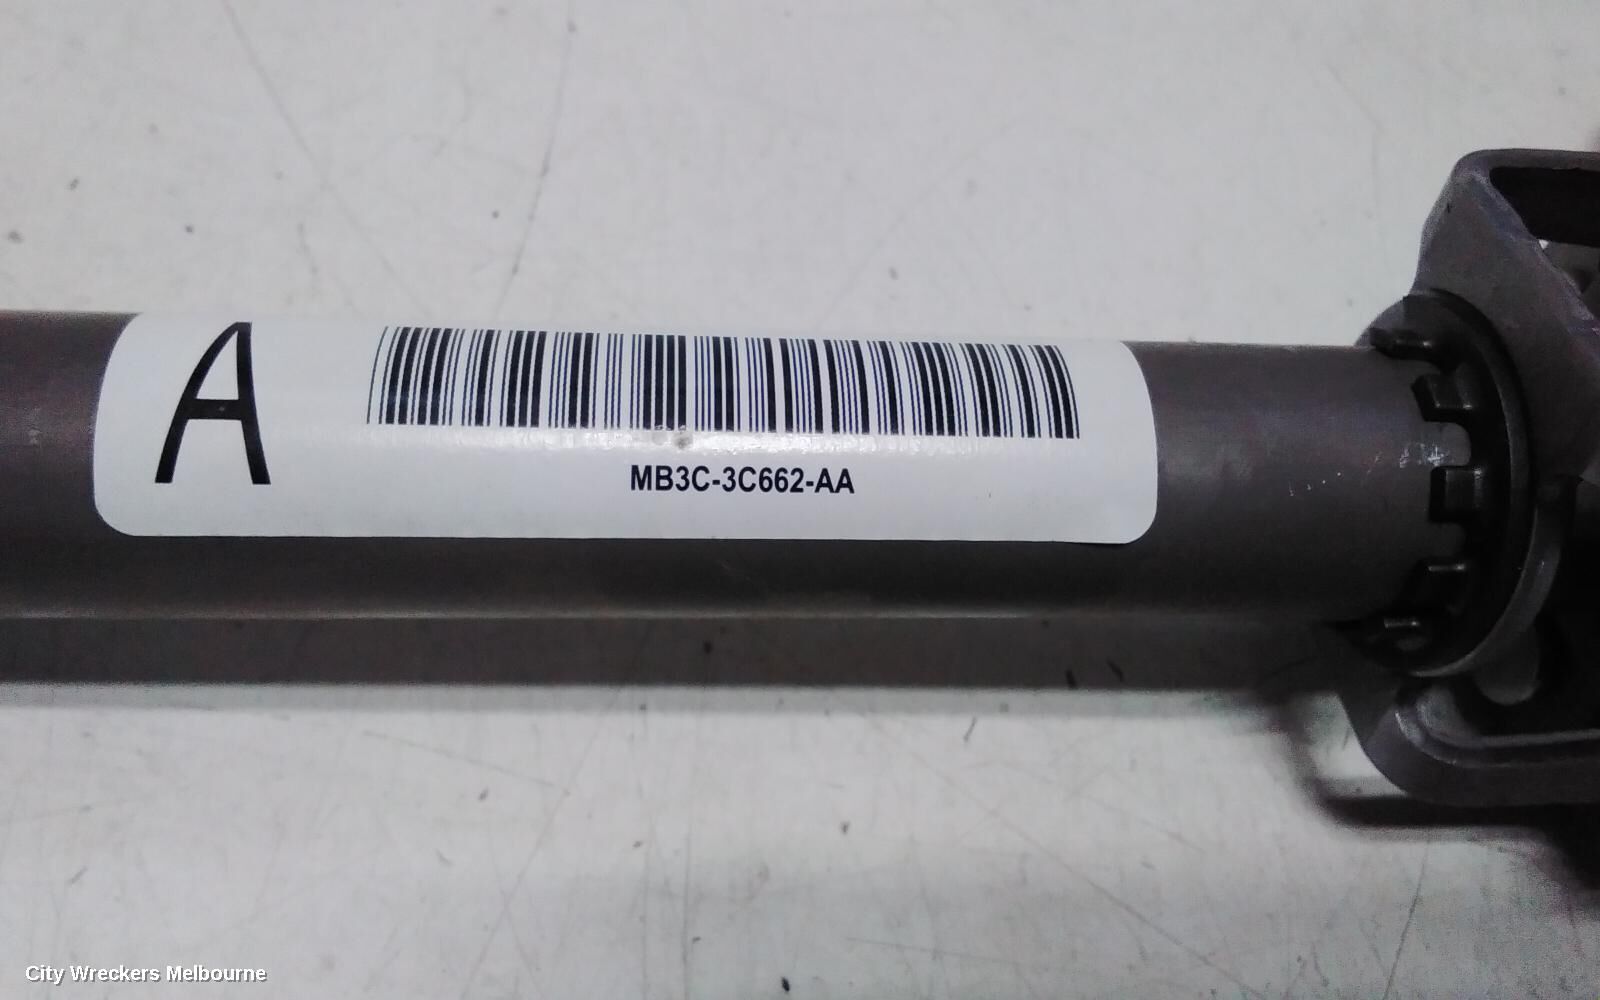 A
MB3C-3C662-AA
City Wreckers Melbourne